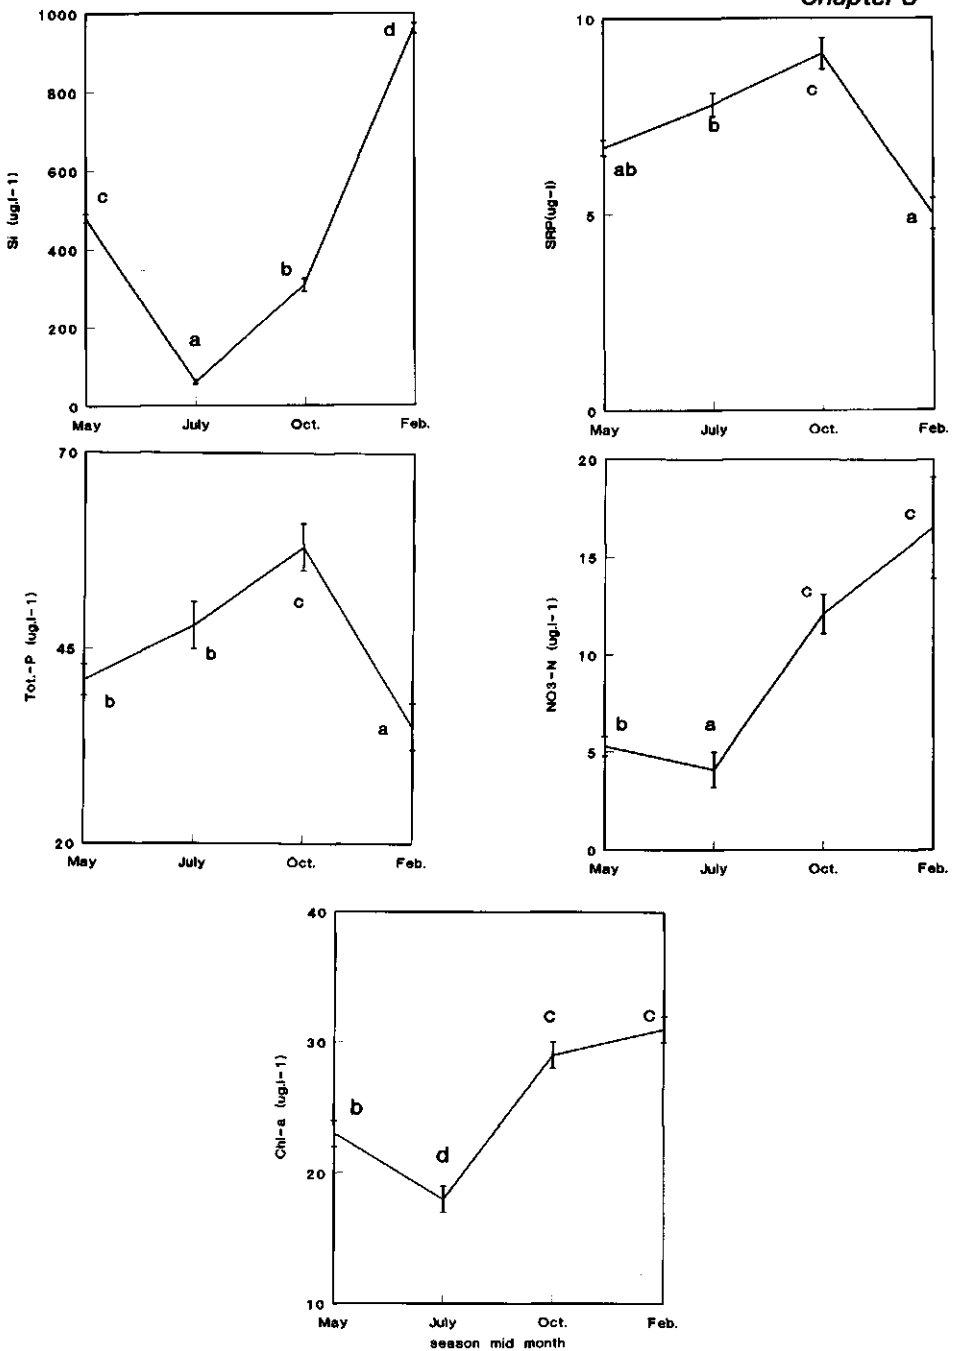 Chapter
1000
800
600
400
200
0
Si (ug.l-1)
c
a
b
d
May July Oct. Feb.
10
5
0
SRP(ug-l)
ab
b
c
a
May July Oct. Feb.
70
45
20
Tot.-P (ug.l-1)
b
b
c
a
May July Oct. Feb.
20
15
10
5
0
NO3-N (ug.l-1)
b
a
c
c
May July Oct. Feb.
40
30
20
10
Chl-a (ug.l-1)
b
d
c
c
May July Oct. Feb.
season mid month